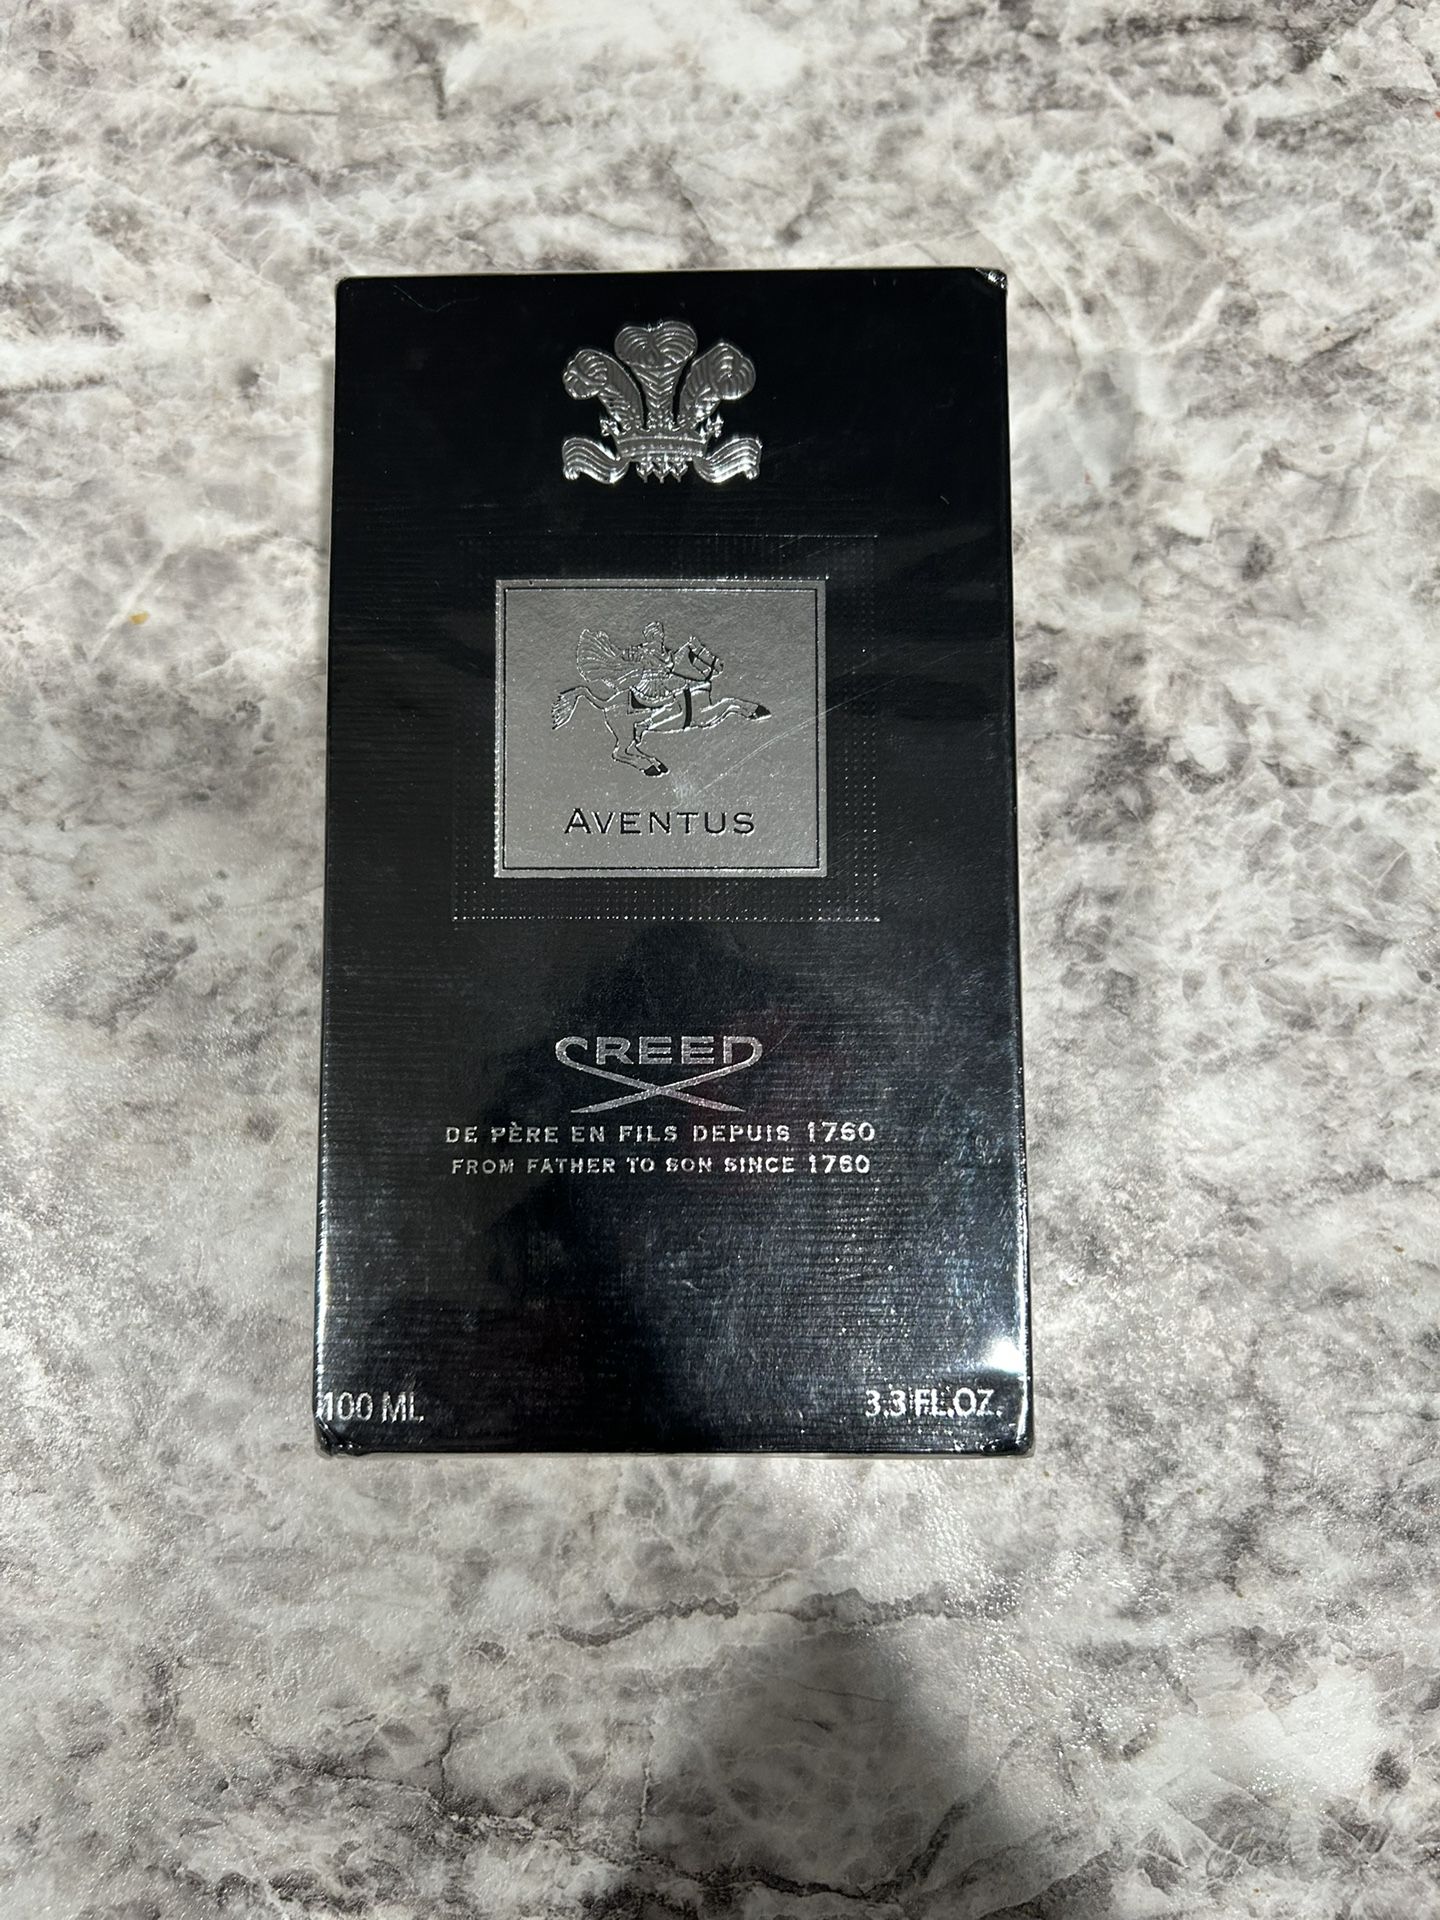 AVENTUS
CREED
DE PÈRE EN FILS DEPUIS 1760
FROM FATHER TO SON SINCE 1760
100 ML
3.3 FL.OZ.